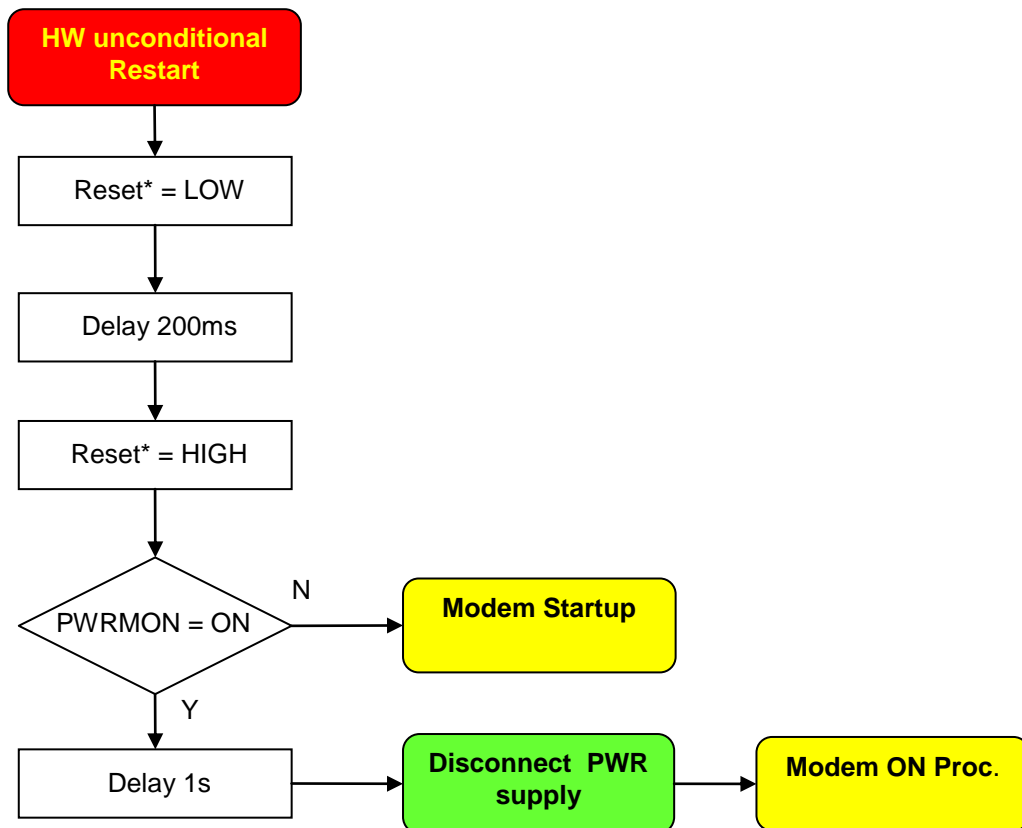 HW unconditional
Restart
Reset* = LOW
Delay 200ms
Reset* = HIGH
PWRMON = ON
N
Modem Startup
Y
Delay 1s
Disconnect PWR
supply
Modem ON Proc.